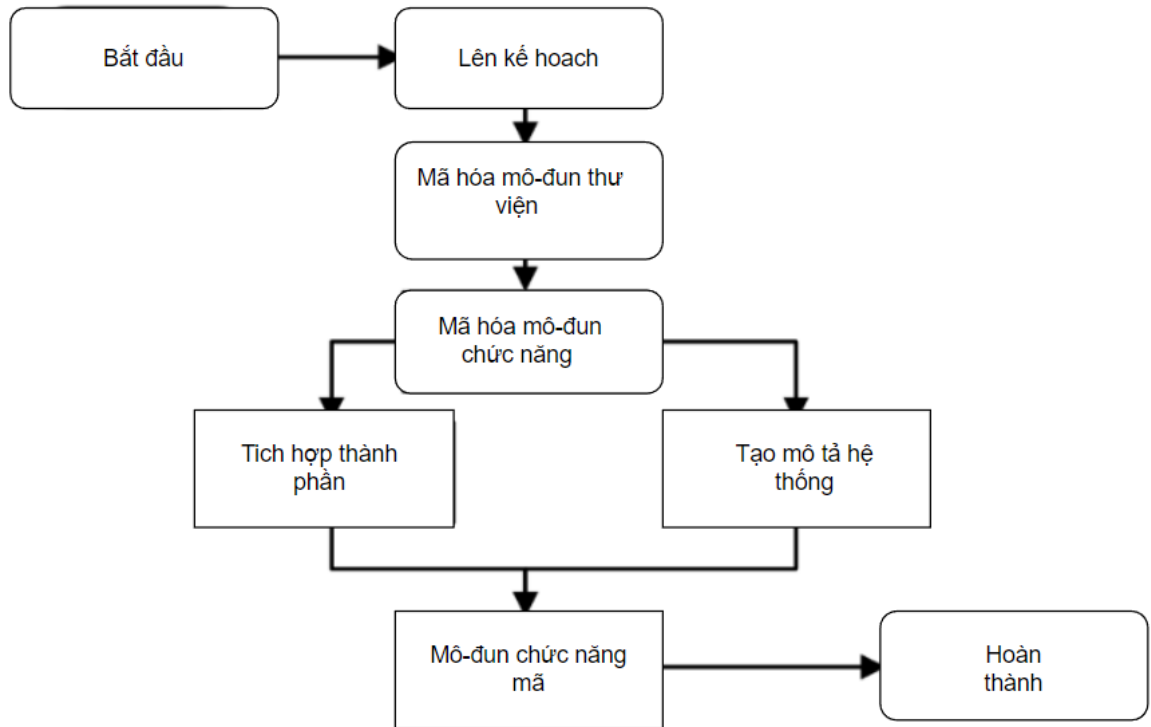 Bắt đầu
Lên kế hoach
Mã hóa mô-đun thư
viện
Mã hóa mô-đun
chức năng
Tich hợp thành
phần
Tạo mô tả hệ
thống
Mô-đun chức năng
mã
Hoàn
thành